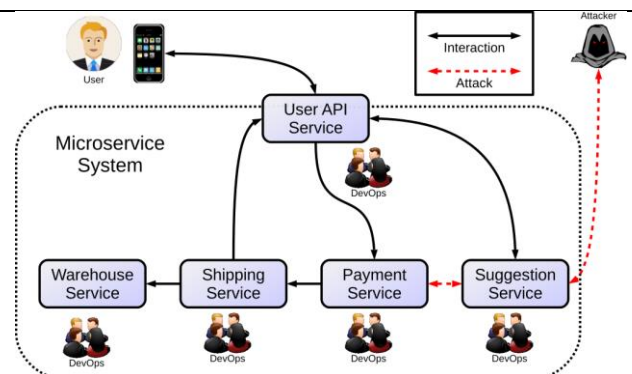 User
Interaction
Attack
Attacker
User API
Service
Microservice
System
DevOps
Warehouse
Service
Shipping
Service
Payment
Service
Suggestion
Service
DevOps
DevOps
DevOps
DevOps